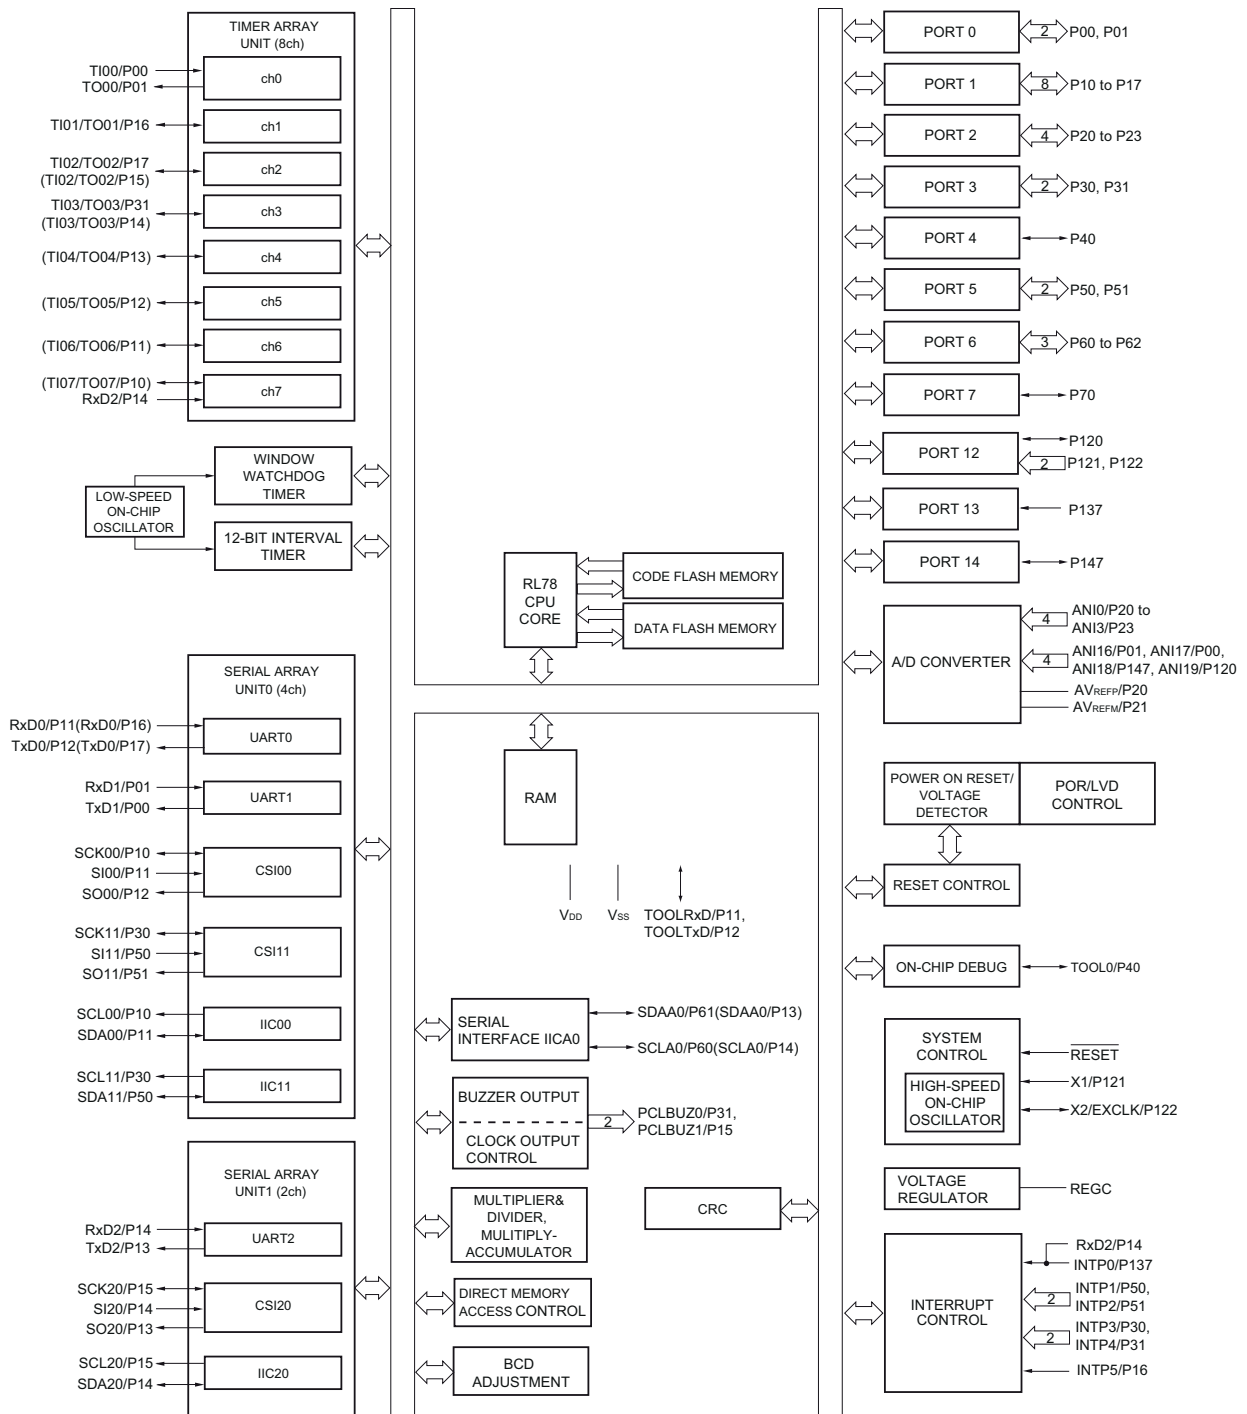 TIMER ARRAY
UNIT (8ch)
TI00/P00
TO00/P01
ch0
TI01/TO01/P16
ch1
TI02/TO02/P17
(TI02/TO02/P15)
ch2
TI03/TO03/P31
(TI03/TO03/P14)
ch3
(TI04/TO04/P13)
ch4
(TI05/TO05/P12)
ch5
(TI06/TO06/P11)
ch6
(TI07/TO07/P10)
RxD2/P14
ch7
WINDOW
WATCHDOG
TIMER
LOW-SPEED
ON-CHIP
OSCILLATOR
12-BIT INTERVAL
TIMER
SERIAL ARRAY
UNIT0 (4ch)
RxD0/P11(RxD0/P16)
TxD0/P12(TxD0/P17)
UART0
RxD1/P01
TxD1/P00
UART1
SCK00/P10
SI00/P11
SO00/P12
CSI00
SCK11/P30
SI11/P50
SO11/P51
CSI11
SCL00/P10
SDA00/P11
IIC00
SCL11/P30
SDA11/P50
IIC11
SERIAL ARRAY
UNIT1 (2ch)
RxD2/P14
TxD2/P13
UART2
SCK20/P15
SI20/P14
SO20/P13
CSI20
SCL20/P15
SDA20/P14
IIC20
RL78
CPU
CORE
CODE FLASH MEMORY
DATA FLASH MEMORY
RAM
VDD
VSS
TOOLRxD/P11,
TOOLTxD/P12
SERIAL
INTERFACE IICA0
SDAA0/P61(SDAA0/P13)
SCLA0/P60(SCLA0/P14)
BUZZER OUTPUT
CLOCK OUTPUT
CONTROL
2
PCLBUZ0/P31,
PCLBUZ1/P15
MULTIPLIER&
DIVIDER,
MULITIPLY-
ACCUMULATOR
CRC
DIRECT MEMORY
ACCESS CONTROL
BCD
ADJUSTMENT
PORT 0
2
P00, P01
PORT 1
8
P10 to P17
PORT 2
4
P20 to P23
PORT 3
2
P30, P31
PORT 4
P40
PORT 5
2
P50, P51
PORT 6
3
P60 to P62
PORT 7
P70
PORT 12
P120
2
P121, P122
PORT 13
P137
PORT 14
P147
A/D CONVERTER
4
ANI0/P20 to
ANI3/P23
4
ANI16/P01, ANI17/P00,
ANI18/P147, ANI19/P120
AVREFP/P20
AVREFM/P21
POWER ON RESET/
VOLTAGE
DETECTOR
POR/LVD
CONTROL
RESET CONTROL
ON-CHIP DEBUG
TOOL0/P40
SYSTEM
CONTROL
HIGH-SPEED
ON-CHIP
OSCILLATOR
RESET
X1/P121
X2/EXCLK/P122
VOLTAGE
REGULATOR
REGC
INTERRUPT
CONTROL
RxD2/P14
INTP0/P137
2
INTP1/P50,
INTP2/P51
2
INTP3/P30,
INTP4/P31
INTP5/P16